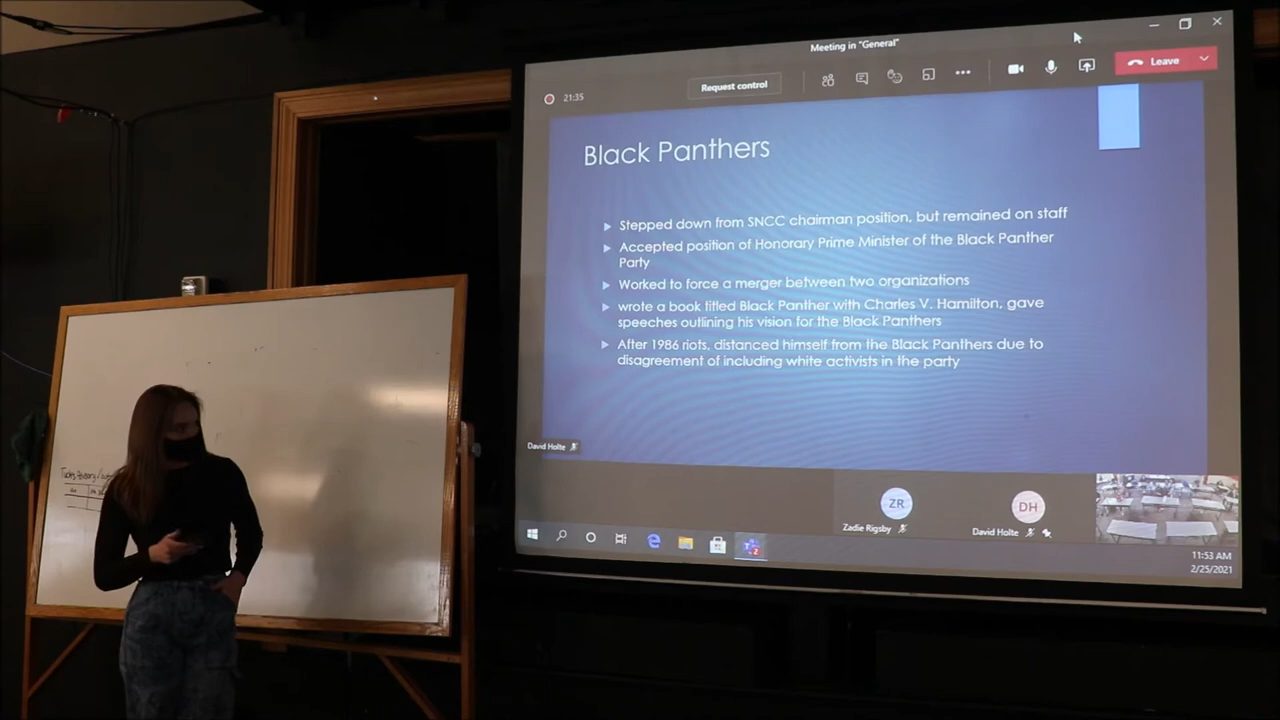 Meeting in "General"
21:35
Request control
Leave
Black Panthers
Stepped down from SNCC chairman position, but remained on staff
Accepted position of Honorary Prime Minister of the Black Panther
Party
Worked to force a merger between two organizations
wrote a book titled Black Panther with Charles V. Hamilton, gave
speeches outlining his vision for the Black Panthers
After 1986 riots, distanced himself from the Black Panthers due to
disagreement of including white activists in the party
David Holte
ZR
DH
Zadie Rigsby
David Holte
11:53 AM
2/25/2021